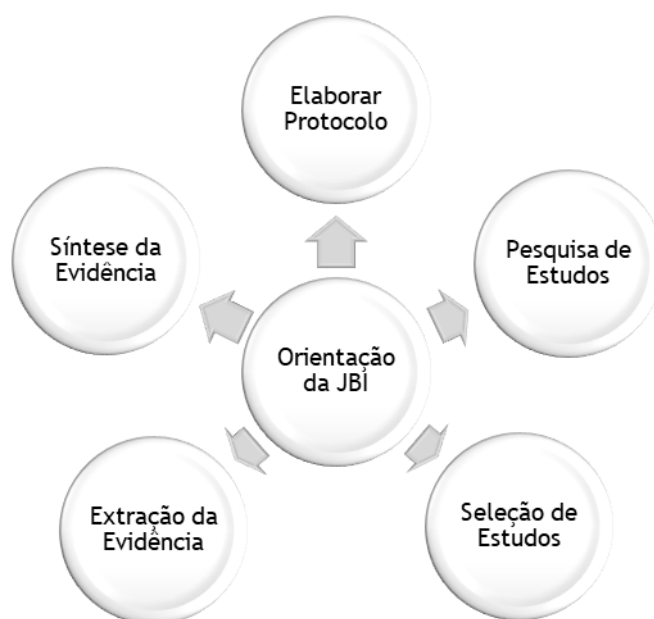 Elaborar
Protocolo
Síntese da
Evidência
Pesquisa de
Estudos
Orientação
da JBI
Extração da
Evidência
Seleção de
Estudos